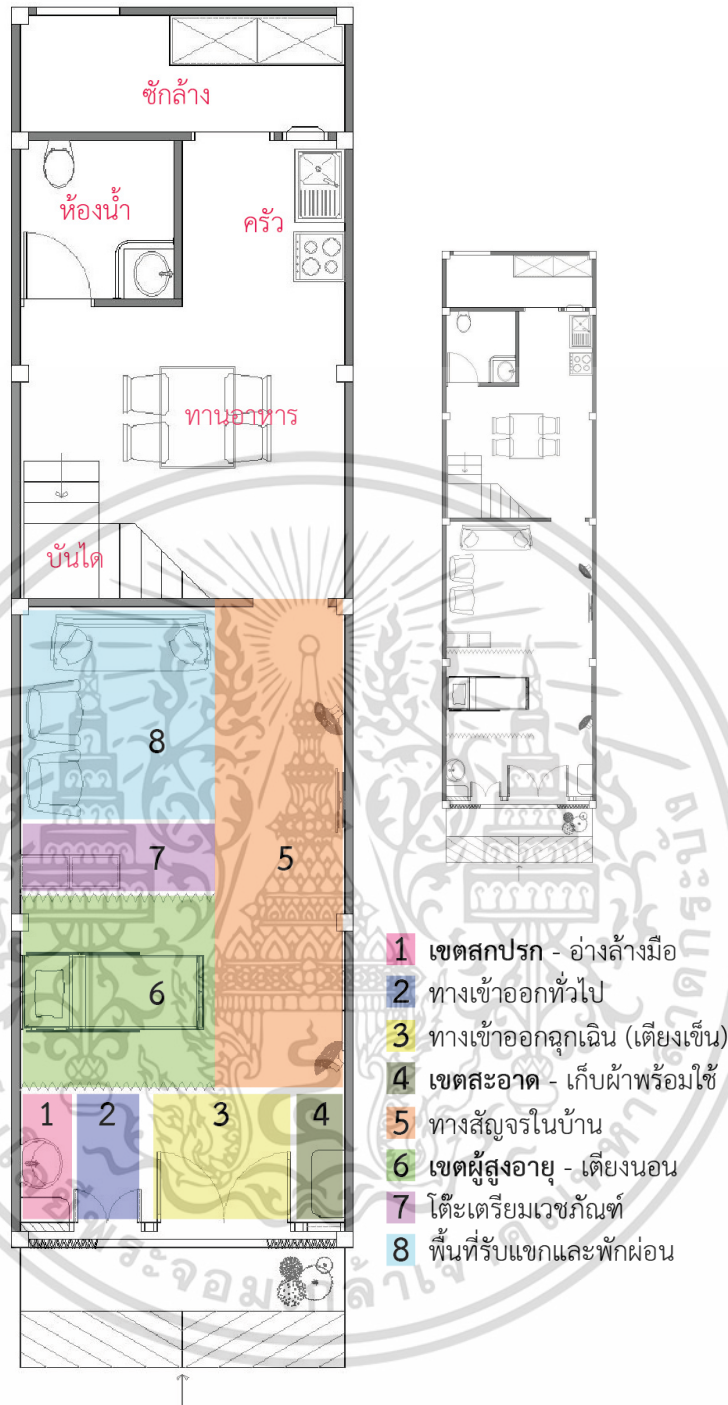 ซักล้าง
ห้องน้ำ
ครัว
ทานอาหาร
บันได
8
7
5
6
1 2 3 4
1 เขตสกปรก - อ่างล้างมือ
2 ทางเข้าออกทั่วไป
3 ทางเข้าออกฉุกเฉิน (เตียงเข็น)
4 เขตสะอาด - เก็บผ้าพร้อมใช้
5 ทางสัญจรในบ้าน
6 เขตผู้สูงอายุ - เตียงนอน
7 โต๊ะเตรียมเวชภัณฑ์
8 พื้นที่รับแขกและพักผ่อน